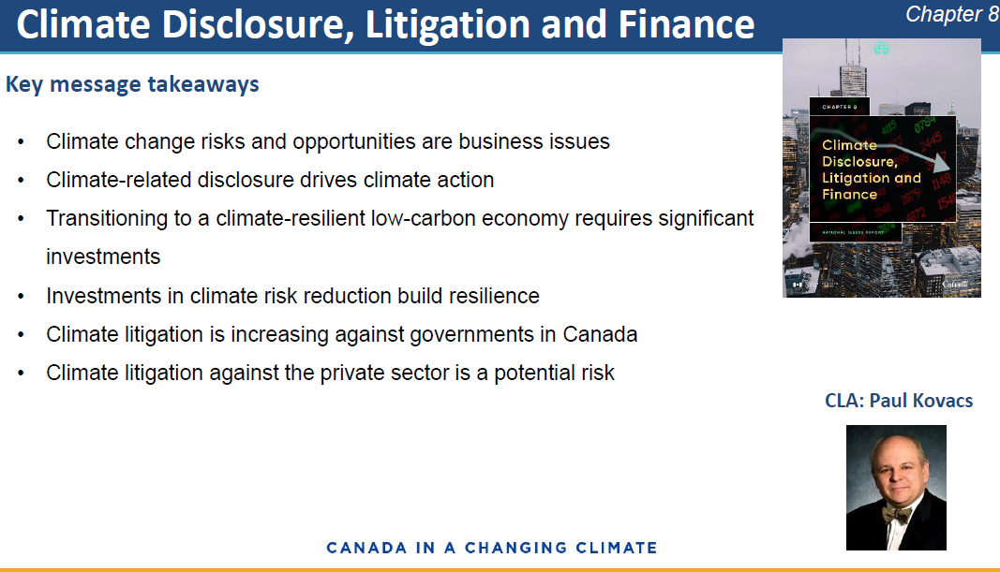 Climate Disclosure, Litigation and Finance
Chapter 8
Key message takeaways
• Climate change risks and opportunities are business issues
• Climate-related disclosure drives climate action
• Transitioning to a climate-resilient low-carbon economy requires significant
investments
• Investments in climate risk reduction build resilience
• Climate litigation is increasing against governments in Canada
• Climate litigation against the private sector is a potential risk
CHAPTER 8
Climate
Disclosure,
Litigation and
Finance
NATIONAL ISSUES REPORT
Canada
CLA: Paul Kovacs
CANADA IN A CHANGING CLIMATE